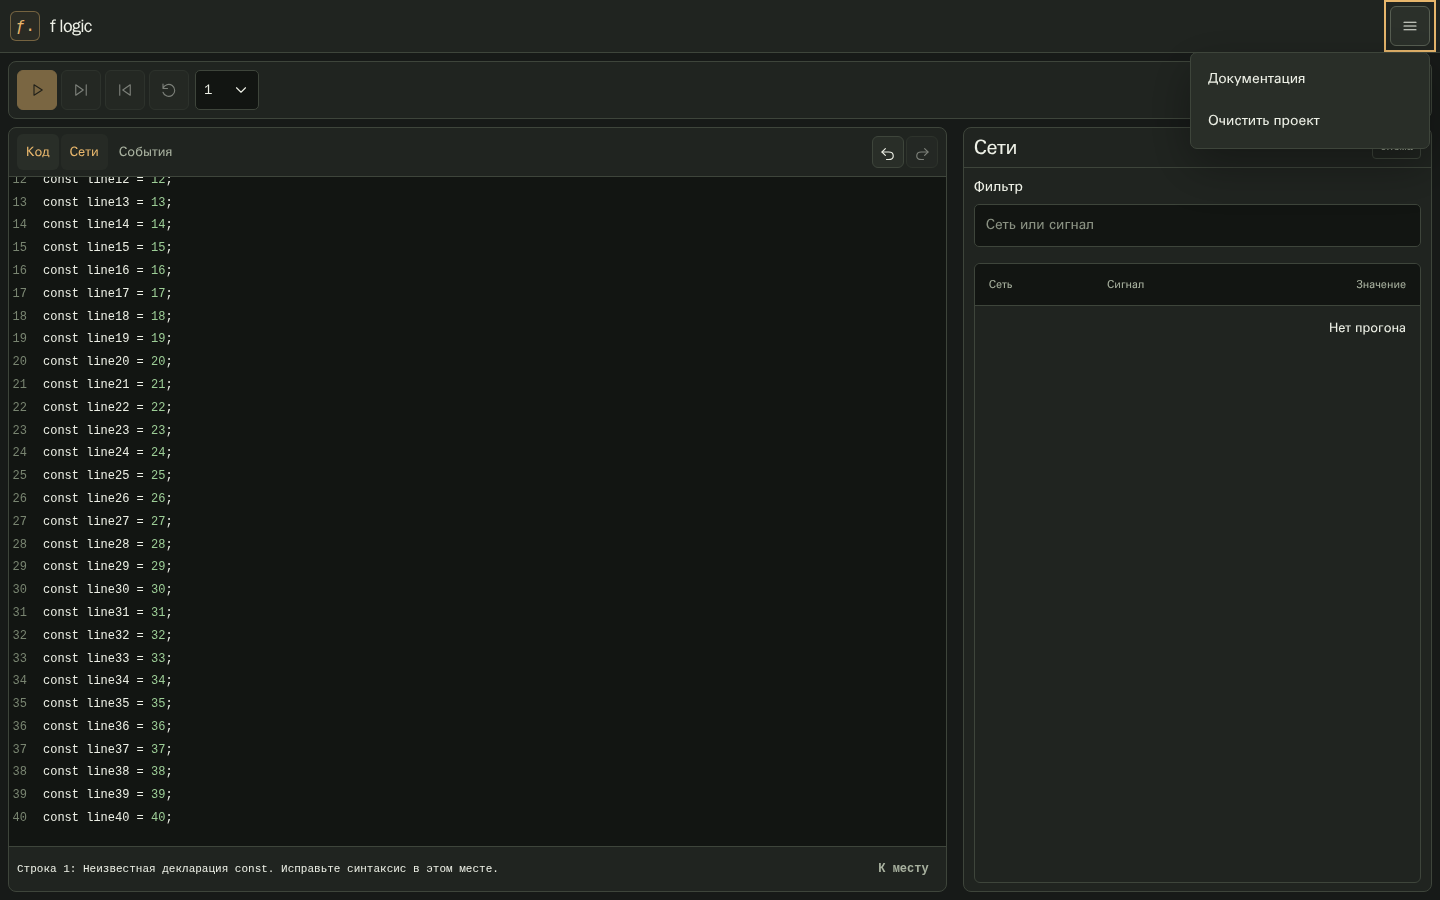 f. f logic
Документация
Очистить проект
1
Код Сети События
Сети
Фильтр
Сеть или сигнал
Сеть Сигнал Значение
Нет прогона
12 const line12 = 12;
13 const line13 = 13;
14 const line14 = 14;
15 const line15 = 15;
16 const line16 = 16;
17 const line17 = 17;
18 const line18 = 18;
19 const line19 = 19;
20 const line20 = 20;
21 const line21 = 21;
22 const line22 = 22;
23 const line23 = 23;
24 const line24 = 24;
25 const line25 = 25;
26 const line26 = 26;
27 const line27 = 27;
28 const line28 = 28;
29 const line29 = 29;
30 const line30 = 30;
31 const line31 = 31;
32 const line32 = 32;
33 const line33 = 33;
34 const line34 = 34;
35 const line35 = 35;
36 const line36 = 36;
37 const line37 = 37;
38 const line38 = 38;
39 const line39 = 39;
40 const line40 = 40;
Строка 1: Неизвестная декларация const. Исправьте синтаксис в этом месте.
К месту